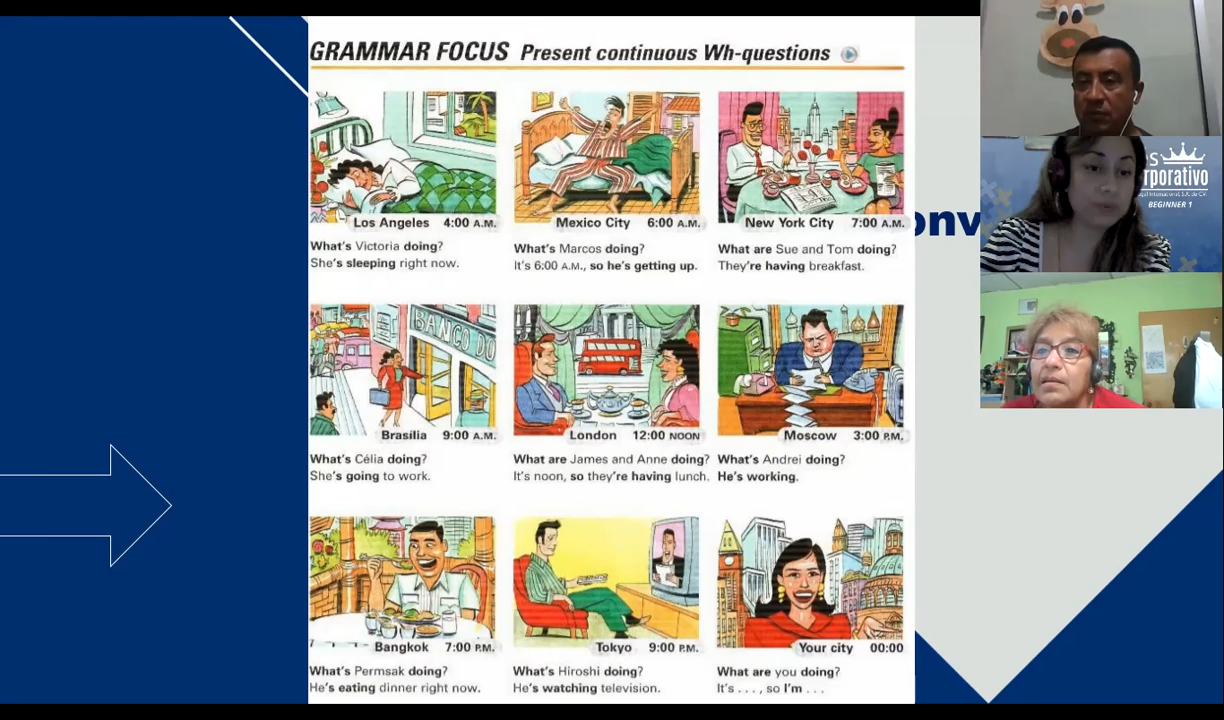 GRAMMAR FOCUS Present continuous Wh-questions
Los Angeles 4:00 A.M.
What's Victoria doing?
She's sleeping right now.
Mexico City 6:00 A.M.
What's Marcos doing?
It's 6:00 A.M., so he's getting up.
New York City 7:00 A.M.
What are Sue and Tom doing?
They're having breakfast.
BANCO DO
Brasília 9:00 A.M.
What's Célia doing?
She's going to work.
London 12:00 NOON
What are James and Anne doing?
It's noon, so they're having lunch.
Moscow 3:00 P.M.
What's Andrei doing?
He's working.
Bangkok 7:00 P.M.
What's Permsak doing?
He's eating dinner right now.
Tokyo 9:00 P.M.
What's Hiroshi doing?
He's watching television.
Your city 00:00
What are you doing?
It's . . . , so I'm . . .
onv
rporativo
BEGINNER 1